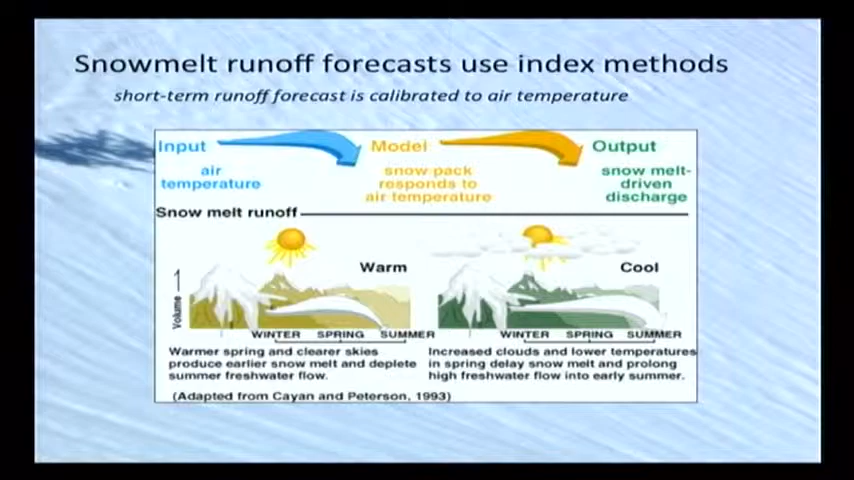 Snowmelt runoff forecasts use index methods
short-term runoff forecast is calibrated to air temperature
Input Model Output
air temperature
snow pack responds to air temperature
snow melt-driven discharge
Snow melt runoff
Warm
Cool
Volume
WINTER SPRING SUMMER
WINTER SPRING SUMMER
Warmer spring and clearer skies
produce earlier snow melt and deplete
summer freshwater flow.
Increased clouds and lower temperatures
in spring delay snow melt and prolong
high freshwater flow into early summer.
(Adapted from Cayan and Peterson, 1993)